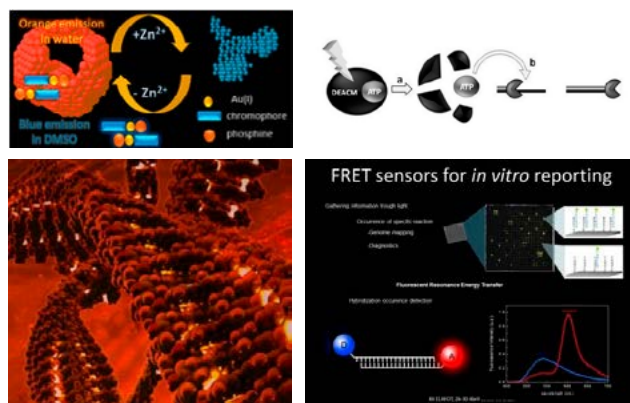 Orange emission
in water
+Zn²⁺
- Zn²⁺
Au(I)
chromophore
phosphine
Blue emission
in DMSO
DEACM
ATP
a
ATP
b
FRET sensors for in vitro reporting
Gathering information trough light
Occurrence of specific reaction
-Genome mapping
-Diagnostics
Fluorescent Resonance Energy Transfer
Hybridization occurence detection
D
A